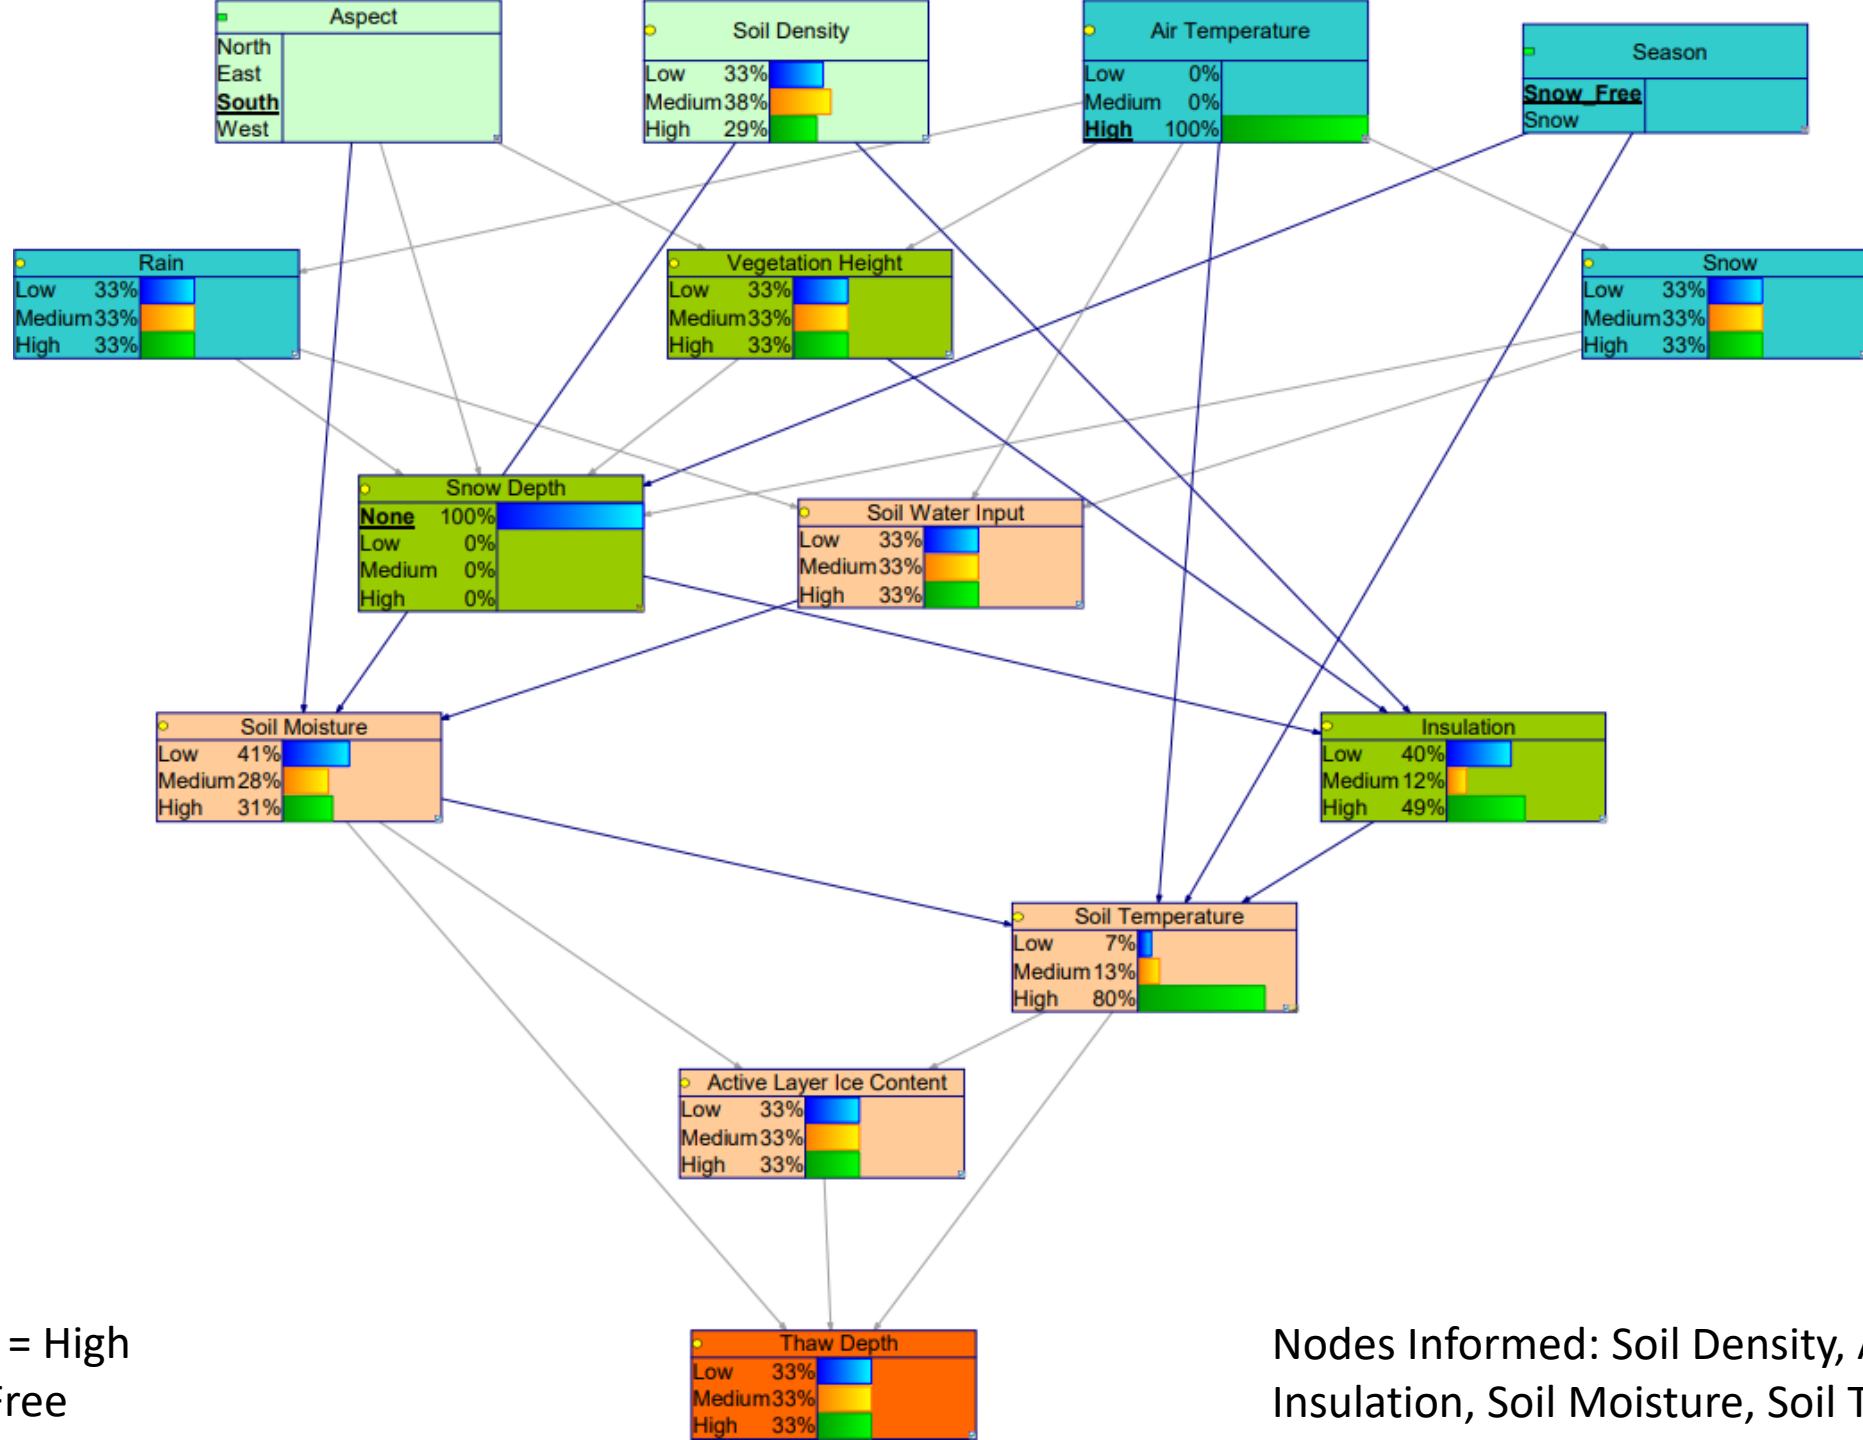 Aspect
North
East
South
West
Soil Density
Low 33%
Medium 38%
High 29%
Air Temperature
Low 0%
Medium 0%
High 100%
Season
Snow_Free
Snow
Rain
Low 33%
Medium 33%
High 33%
Vegetation Height
Low 33%
Medium 33%
High 33%
Snow
Low 33%
Medium 33%
High 33%
Snow Depth
None 100%
Low 0%
Medium 0%
High 0%
Soil Water Input
Low 33%
Medium 33%
High 33%
Soil Moisture
Low 41%
Medium 28%
High 31%
Insulation
Low 40%
Medium 12%
High 49%
Soil Temperature
Low 7%
Medium 13%
High 80%
Active Layer Ice Content
Low 33%
Medium 33%
High 33%
Thaw Depth
Low 33%
Medium 33%
High 33%
= High
Free
Nodes Informed: Soil Density,
Insulation, Soil Moisture, Soil